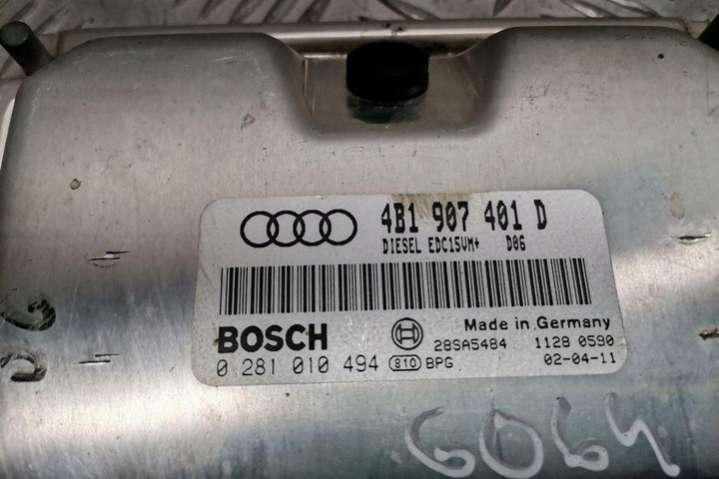 4B1 907 401 D
DIESEL EDC15VM+ D06
BOSCH
Made in Germany
28SA5484 1128 0590
0 281 010 494 810 BPG 02-04-11